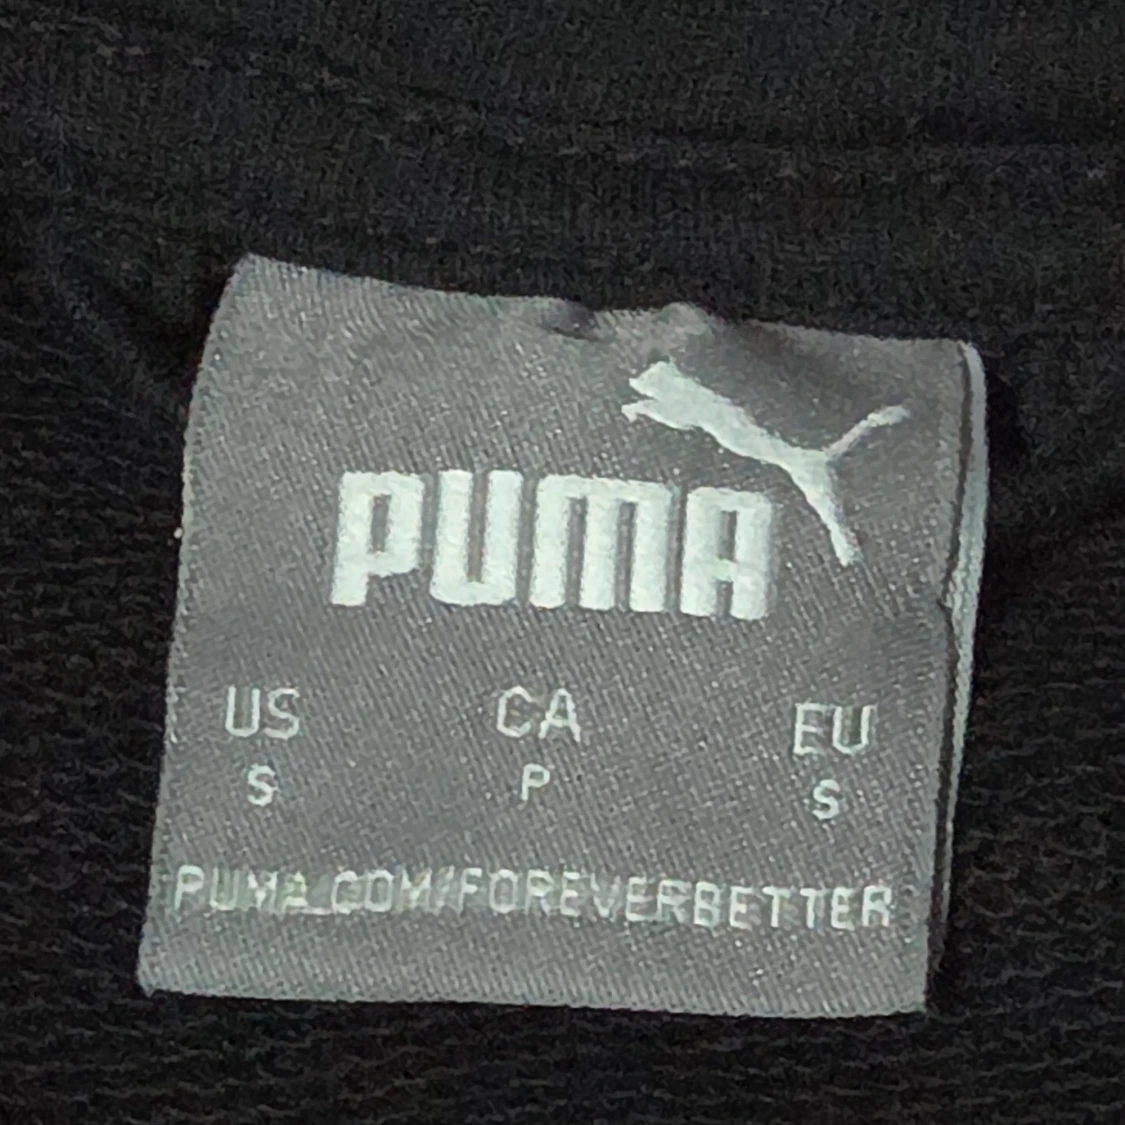 PUMA
US CA EU
S P S
PUMA.COM/FOREVERBETTER